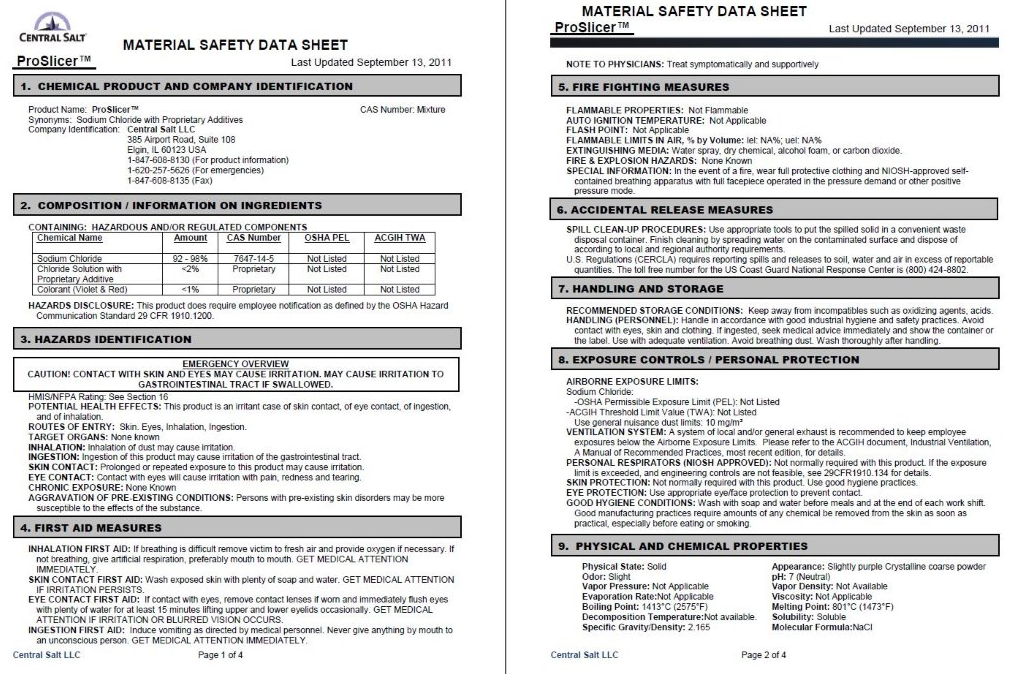 CENTRAL SALT
MATERIAL SAFETY DATA SHEET
ProSlicer™ Last Updated September 13, 2011
1. CHEMICAL PRODUCT AND COMPANY IDENTIFICATION
Product Name: ProSlicer™ CAS Number: Mixture
Synonyms: Sodium Chloride with Proprietary Additives
Company Identification: Central Salt LLC
385 Airport Road, Suite 108
Elgin, IL 60123 USA
1-847-608-8130 (For product information)
1-620-257-5626 (For emergencies)
1-847-608-8135 (Fax)
2. COMPOSITION / INFORMATION ON INGREDIENTS
CONTAINING: HAZARDOUS AND/OR REGULATED COMPONENTS
Chemical Name Amount CAS Number OSHA PEL ACGIH TWA
Sodium Chloride 92 - 98% 7647-14-5 Not Listed Not Listed
Chloride Solution with <2% Proprietary Not Listed Not Listed
Proprietary Additive
Colorant (Violet & Red) <1% Proprietary Not Listed Not Listed
HAZARDS DISCLOSURE: This product does require employee notification as defined by the OSHA Hazard
Communication Standard 29 CFR 1910.1200.
3. HAZARDS IDENTIFICATION
EMERGENCY OVERVIEW
CAUTION! CONTACT WITH SKIN AND EYES MAY CAUSE IRRITATION. MAY CAUSE IRRITATION TO
GASTROINTESTINAL TRACT IF SWALLOWED.
HMIS/NFPA Rating: See Section 16
POTENTIAL HEALTH EFFECTS: This product is an irritant case of skin contact, of eye contact, of ingestion,
and of inhalation.
ROUTES OF ENTRY: Skin. Eyes, Inhalation, Ingestion.
TARGET ORGANS: None known
INHALATION: Inhalation of dust may cause irritation.
INGESTION: Ingestion of this product may cause irritation of the gastrointestinal tract.
SKIN CONTACT: Prolonged or repeated exposure to this product may cause irritation.
EYE CONTACT: Contact with eyes will cause irritation with pain, redness and tearing.
CHRONIC EXPOSURE: None Known
AGGRAVATION OF PRE-EXISTING CONDITIONS: Persons with pre-existing skin disorders may be more
susceptible to the effects of the substance.
4. FIRST AID MEASURES
INHALATION FIRST AID: If breathing is difficult remove victim to fresh air and provide oxygen if necessary. If
not breathing, give artificial respiration, preferably mouth to mouth. GET MEDICAL ATTENTION
IMMEDIATELY.
SKIN CONTACT FIRST AID: Wash exposed skin with plenty of soap and water. GET MEDICAL ATTENTION
IF IRRITATION PERSISTS.
EYE CONTACT FIRST AID: If contact with eyes, remove contact lenses if worn and immediately flush eyes
with plenty of water for at least 15 minutes lifting upper and lower eyelids occasionally. GET MEDICAL
ATTENTION IF IRRITATION OR BLURRED VISION OCCURS.
INGESTION FIRST AID: Induce vomiting as directed by medical personnel. Never give anything by mouth to
an unconscious person. GET MEDICAL ATTENTION IMMEDIATELY.
Central Salt LLC Page 1 of 4
MATERIAL SAFETY DATA SHEET
ProSlicer™ Last Updated September 13, 2011
NOTE TO PHYSICIANS: Treat symptomatically and supportively
5. FIRE FIGHTING MEASURES
FLAMMABLE PROPERTIES: Not Flammable
AUTO IGNITION TEMPERATURE: Not Applicable
FLASH POINT: Not Applicable
FLAMMABLE LIMITS IN AIR, % by Volume: lel: NA%; uel: NA%
EXTINGUISHING MEDIA: Water spray, dry chemical, alcohol foam, or carbon dioxide.
FIRE & EXPLOSION HAZARDS: None Known
SPECIAL INFORMATION: In the event of a fire, wear full protective clothing and NIOSH-approved self-
contained breathing apparatus with full facepiece operated in the pressure demand or other positive
pressure mode.
6. ACCIDENTAL RELEASE MEASURES
SPILL CLEAN-UP PROCEDURES: Use appropriate tools to put the spilled solid in a convenient waste
disposal container. Finish cleaning by spreading water on the contaminated surface and dispose of
according to local and regional authority requirements.
U.S. Regulations (CERCLA) requires reporting spills and releases to soil, water and air in excess of reportable
quantities. The toll free number for the US Coast Guard National Response Center is (800) 424-8802.
7. HANDLING AND STORAGE
RECOMMENDED STORAGE CONDITIONS: Keep away from incompatibles such as oxidizing agents, acids.
HANDLING (PERSONNEL): Handle in accordance with good industrial hygiene and safety practices. Avoid
contact with eyes, skin and clothing. If ingested, seek medical advice immediately and show the container or
the label. Use with adequate ventilation. Avoid breathing dust. Wash thoroughly after handling.
8. EXPOSURE CONTROLS / PERSONAL PROTECTION
AIRBORNE EXPOSURE LIMITS:
Sodium Chloride:
-OSHA Permissible Exposure Limit (PEL): Not Listed
-ACGIH Threshold Limit Value (TWA): Not Listed
Use general nuisance dust limits: 10 mg/m³
VENTILATION SYSTEM: A system of local and/or general exhaust is recommended to keep employee
exposures below the Airborne Exposure Limits. Please refer to the ACGIH document, Industrial Ventilation,
A Manual of Recommended Practices, most recent edition, for details.
PERSONAL RESPIRATORS (NIOSH APPROVED): Not normally required with this product. If the exposure
limit is exceeded, and engineering controls are not feasible, see 29CFR1910.134 for details.
SKIN PROTECTION: Not normally required with this product. Use good hygiene practices.
EYE PROTECTION: Use appropriate eye/face protection to prevent contact.
GOOD HYGIENE CONDITIONS: Wash with soap and water before meals and at the end of each work shift.
Good manufacturing practices require amounts of any chemical be removed from the skin as soon as
practical, especially before eating or smoking.
9. PHYSICAL AND CHEMICAL PROPERTIES
Physical State: Solid Appearance: Slightly purple Crystalline coarse powder
Odor: Slight pH: 7 (Neutral)
Vapor Pressure: Not Applicable Vapor Density: Not Available
Evaporation Rate:Not Applicable Viscosity: Not Applicable
Boiling Point: 1413°C (2575°F) Melting Point: 801°C (1473°F)
Decomposition Temperature:Not available. Solubility: Soluble
Specific Gravity/Density: 2.165 Molecular Formula:NaCl
Central Salt LLC Page 2 of 4